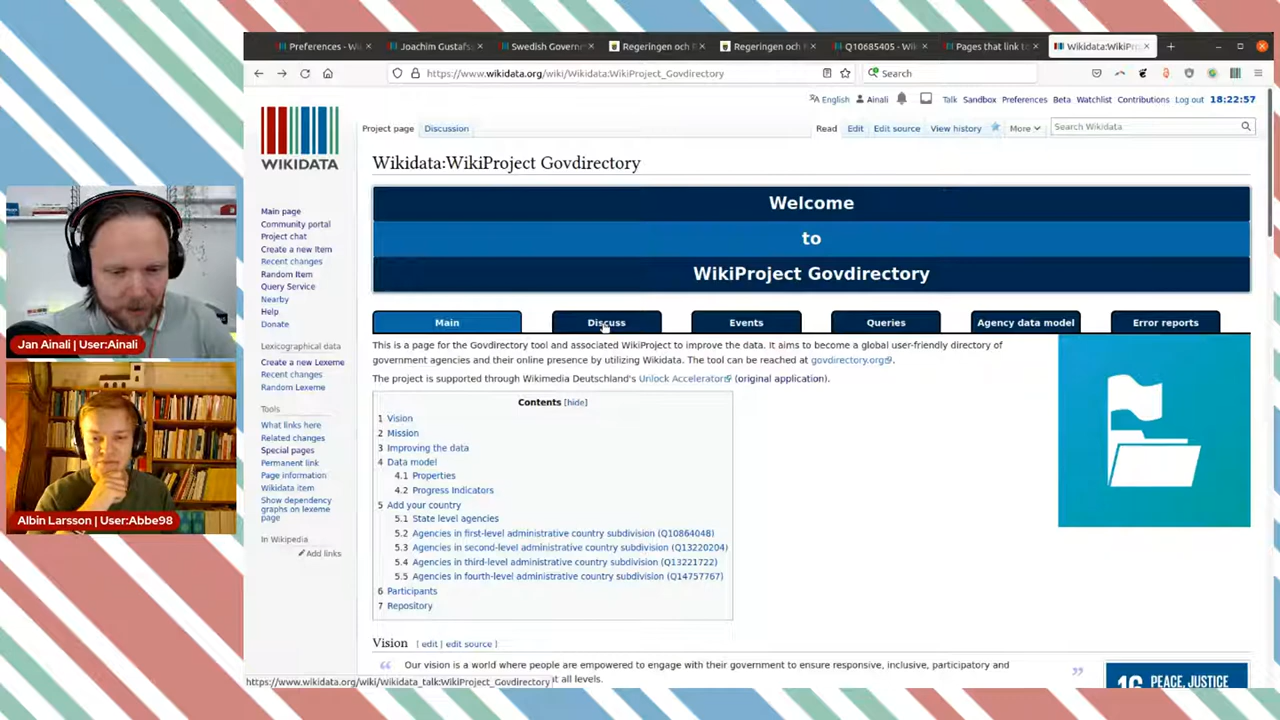 Preferences - Wi
Joachim Gustafs
Swedish Governm
Regeringen och
Regeringen och
Q10685405 - Wik
Pages that link t
Wikidata:WikiPro
https://www.wikidata.org/wiki/Wikidata:WikiProject_Govdirectory
Search
English Ainali Talk Sandbox Preferences Beta Watchlist Contributions Log out 18:22:57
Project page Discussion
Read Edit Edit source View history More
Search Wikidata
WIKIDATA
Main page
Community portal
Project chat
Create a new Item
Recent changes
Random Item
Query Service
Nearby
Help
Donate
Lexicographical data
Create a new Lexeme
Recent changes
Random Lexeme
Tools
What links here
Related changes
Special pages
Permanent link
Page information
Wikidata item
Show dependency
graphs on lexeme
page
In Wikipedia
Add links
Wikidata:WikiProject Govdirectory
Welcome
to
WikiProject Govdirectory
Main Discuss Events Queries Agency data model Error reports
This is a page for the Govdirectory tool and associated WikiProject to improve the data. It aims to become a global user-friendly directory of
government agencies and their online presence by utilizing Wikidata. The tool can be reached at govdirectory.org.
The project is supported through Wikimedia Deutschland's Unlock Accelerator (original application).
Contents [hide]
1 Vision
2 Mission
3 Improving the data
4 Data model
4.1 Properties
4.2 Progress Indicators
5 Add your country
5.1 State level agencies
5.2 Agencies in first-level administrative country subdivision (Q10864048)
5.3 Agencies in second-level administrative country subdivision (Q13220204)
5.4 Agencies in third-level administrative country subdivision (Q13221722)
5.5 Agencies in fourth-level administrative country subdivision (Q14757767)
6 Participants
7 Repository
Vision [ edit | edit source ]
“ Our vision is a world where people are empowered to engage with their government to ensure responsive, inclusive, participatory and ”
t all levels.
16 PEACE, JUSTICE
https://www.wikidata.org/wiki/Wikidata_talk:WikiProject_Govdirectory
Jan Ainali | User:Ainali
Albin Larsson | User:Abbe98